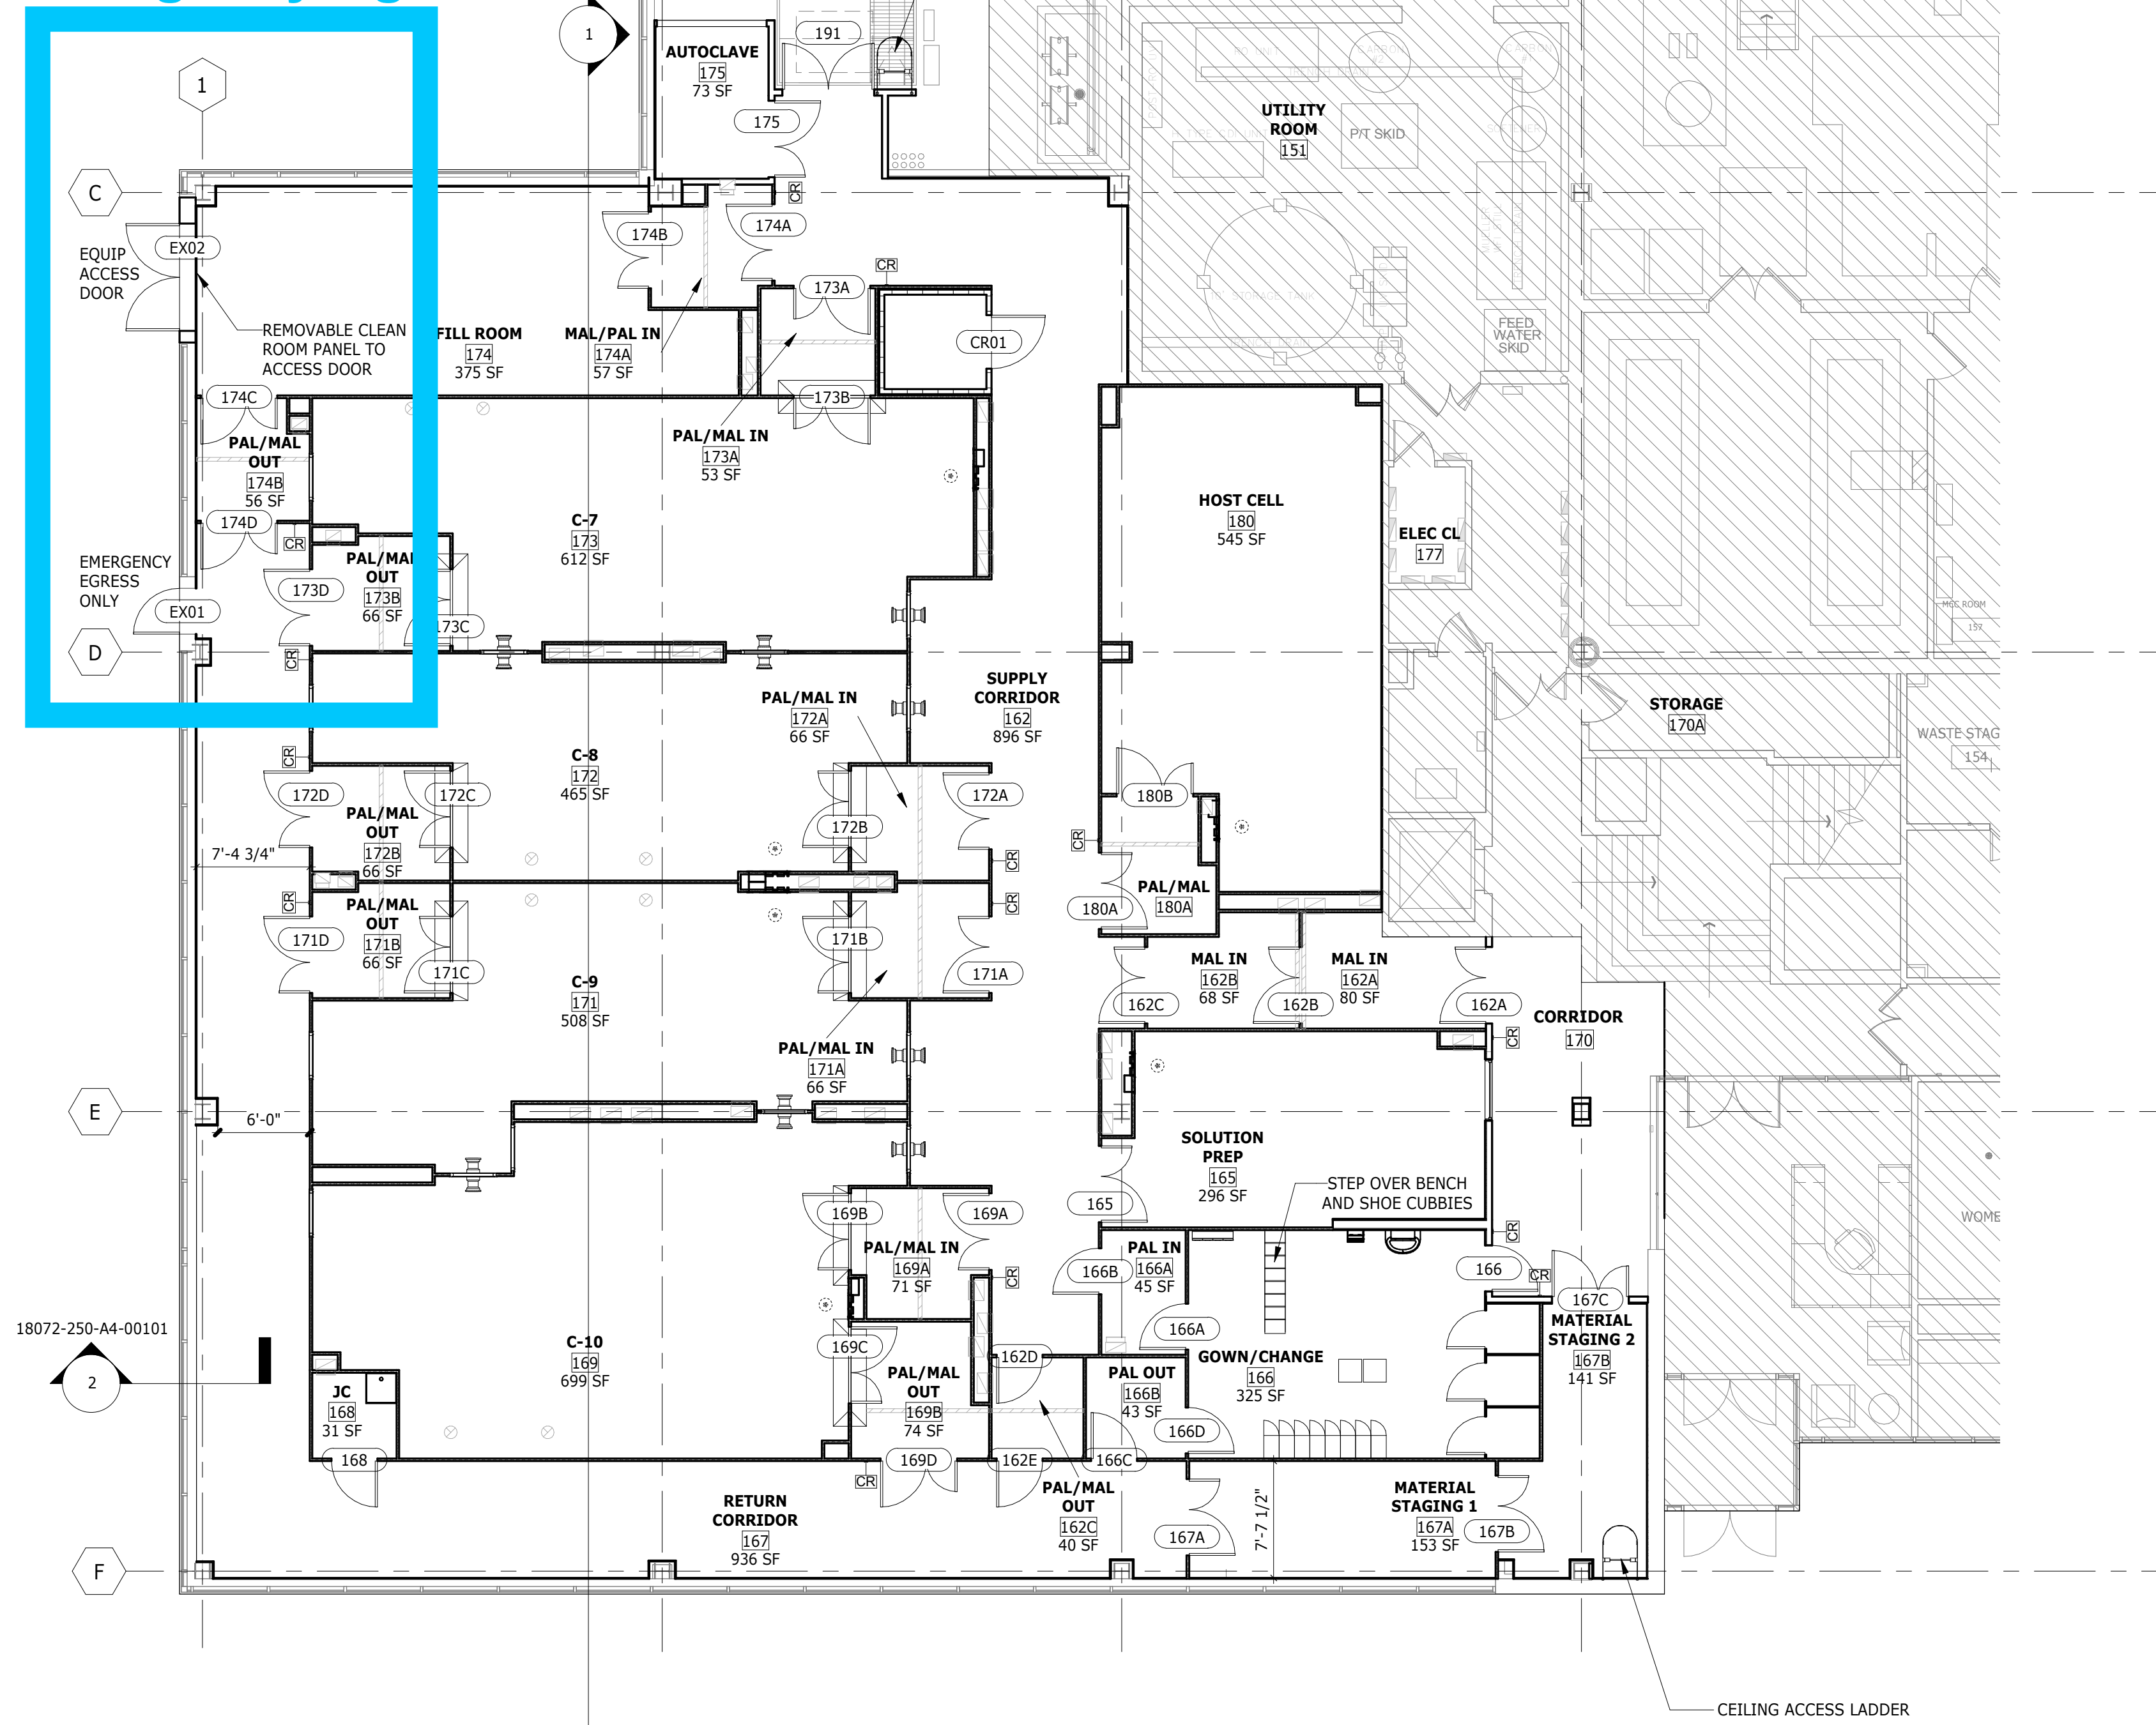 1
AUTOCLAVE
175
73 SF
191
175
1
UTILITY
ROOM
151
RO UNIT
P/T SKID
C
CR
EX02
EQUIP
ACCESS
DOOR
174B
174A
CR
173A
REMOVABLE CLEAN
ROOM PANEL TO
ACCESS DOOR
FILL ROOM
174
375 SF
MAL/PAL IN
174A
57 SF
CR01
10' STORAGE TANK
FEED
WATER
SKID
174C
173B
PAL/MAL
OUT
174B
56 SF
PAL/MAL IN
173A
53 SF
174D
CR
C-7
173
612 SF
HOST CELL
180
545 SF
ELEC CL
177
EMERGENCY
EGRESS
ONLY
EX01
173D
PAL/MAL
OUT
173B
66 SF
173C
MCC ROOM
157
D
CR
SUPPLY
CORRIDOR
162
896 SF
PAL/MAL IN
172A
66 SF
STORAGE
170A
WASTE STAG
154
CR
C-8
172
465 SF
172D
172C
172B
172A
180B
PAL/MAL
OUT
172B
66 SF
7'-4 3/4"
CR
CR
CR
CR
PAL/MAL
180A
180A
PAL/MAL
OUT
171B
66 SF
171D
171C
171B
171A
C-9
171
508 SF
MAL IN
162B
68 SF
MAL IN
162A
80 SF
162C
162B
162A
CORRIDOR
170
CR
PAL/MAL IN
171A
66 SF
E
6'-0"
SOLUTION
PREP
165
296 SF
165
STEP OVER BENCH
AND SHOE CUBBIES
169B
169A
CR
WOME
PAL/MAL IN
169A
71 SF
CR
PAL IN
166A
45 SF
166B
166
CR
167C
18072-250-A4-00101
2
C-10
169
699 SF
169C
162D
166A
MATERIAL
STAGING 2
167B
141 SF
GOWN/CHANGE
166
325 SF
JC
168
31 SF
PAL/MAL
OUT
169B
74 SF
PAL OUT
166B
43 SF
166D
168
169D
162E
166C
CR
RETURN
CORRIDOR
167
936 SF
PAL/MAL
OUT
162C
40 SF
167A
7'-7 1/2"
MATERIAL
STAGING 1
167A
153 SF
167B
F
CEILING ACCESS LADDER